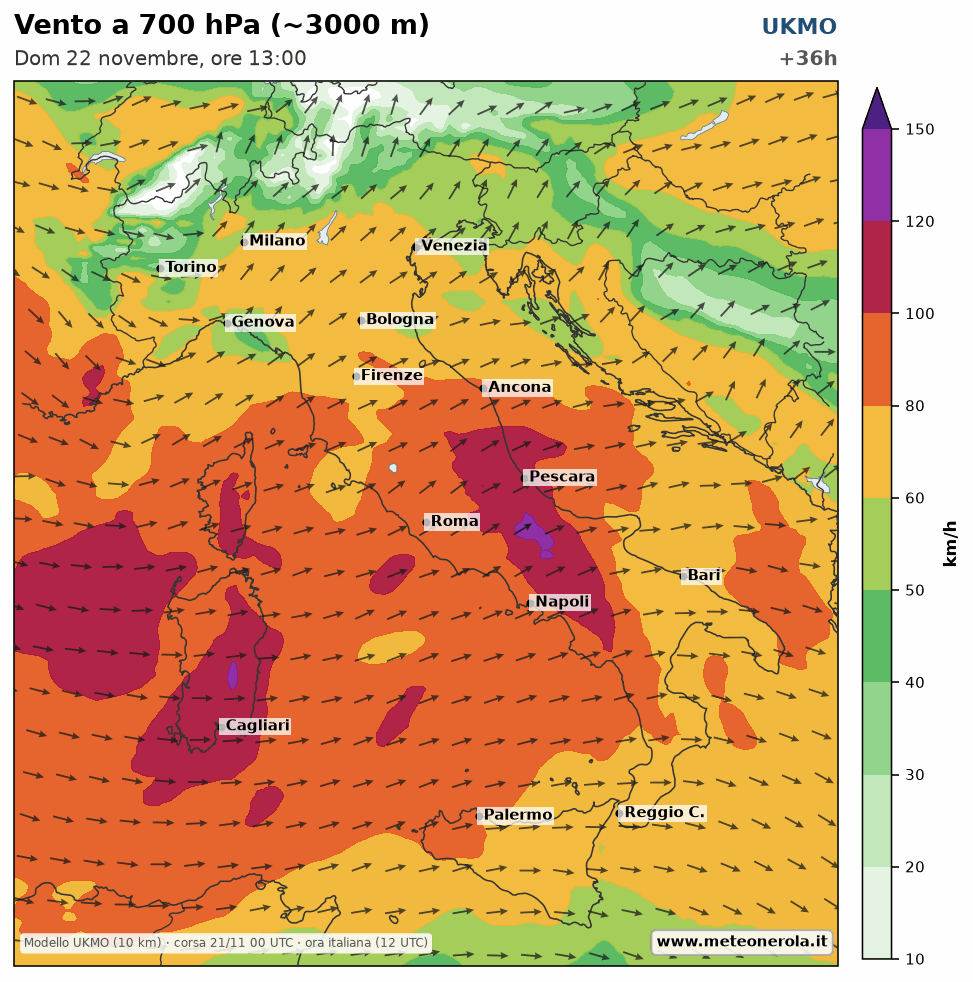 Vento a 700 hPa (~3000 m)
UKMO
Dom 22 novembre, ore 13:00
+36h
Milano
Venezia
Torino
Genova
Bologna
Firenze
Ancona
Pescara
Roma
Bari
Napoli
Cagliari
Palermo
Reggio C.
150
120
100
80
60
50
40
30
20
10
km/h
Modello UKMO (10 km) · corsa 21/11 00 UTC · ora italiana (12 UTC)
www.meteonerola.it